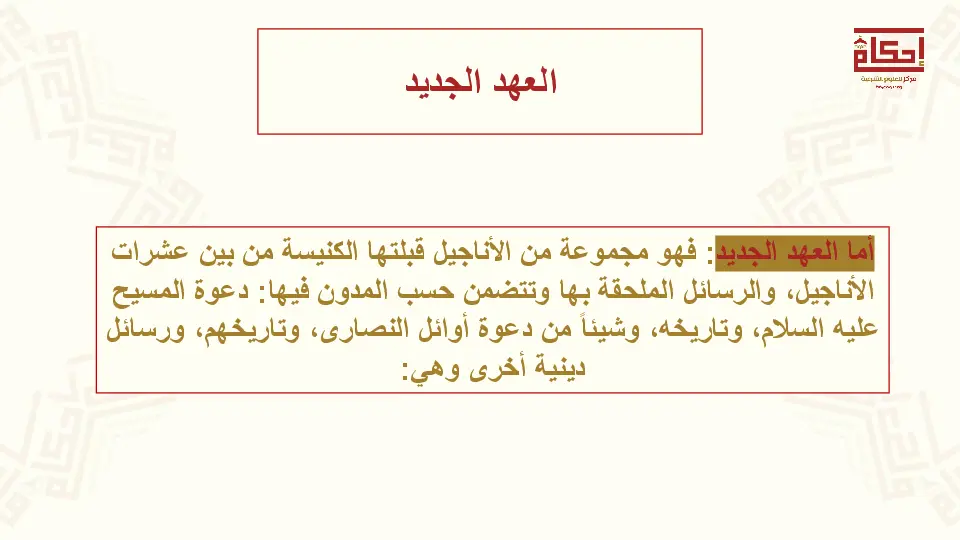 العهد الجديد
إحكام
مركز للعلوم الشرعية
أما العهد الجديد: فهو مجموعة من الأناجيل قبلتها الكنيسة من بين عشرات
الأناجيل، والرسائل الملحقة بها وتتضمن حسب المدون فيها: دعوة المسيح
عليه السلام، وتاريخه، وشيئاً من دعوة أوائل النصارى، وتاريخهم، ورسائل
دينية أخرى وهي: